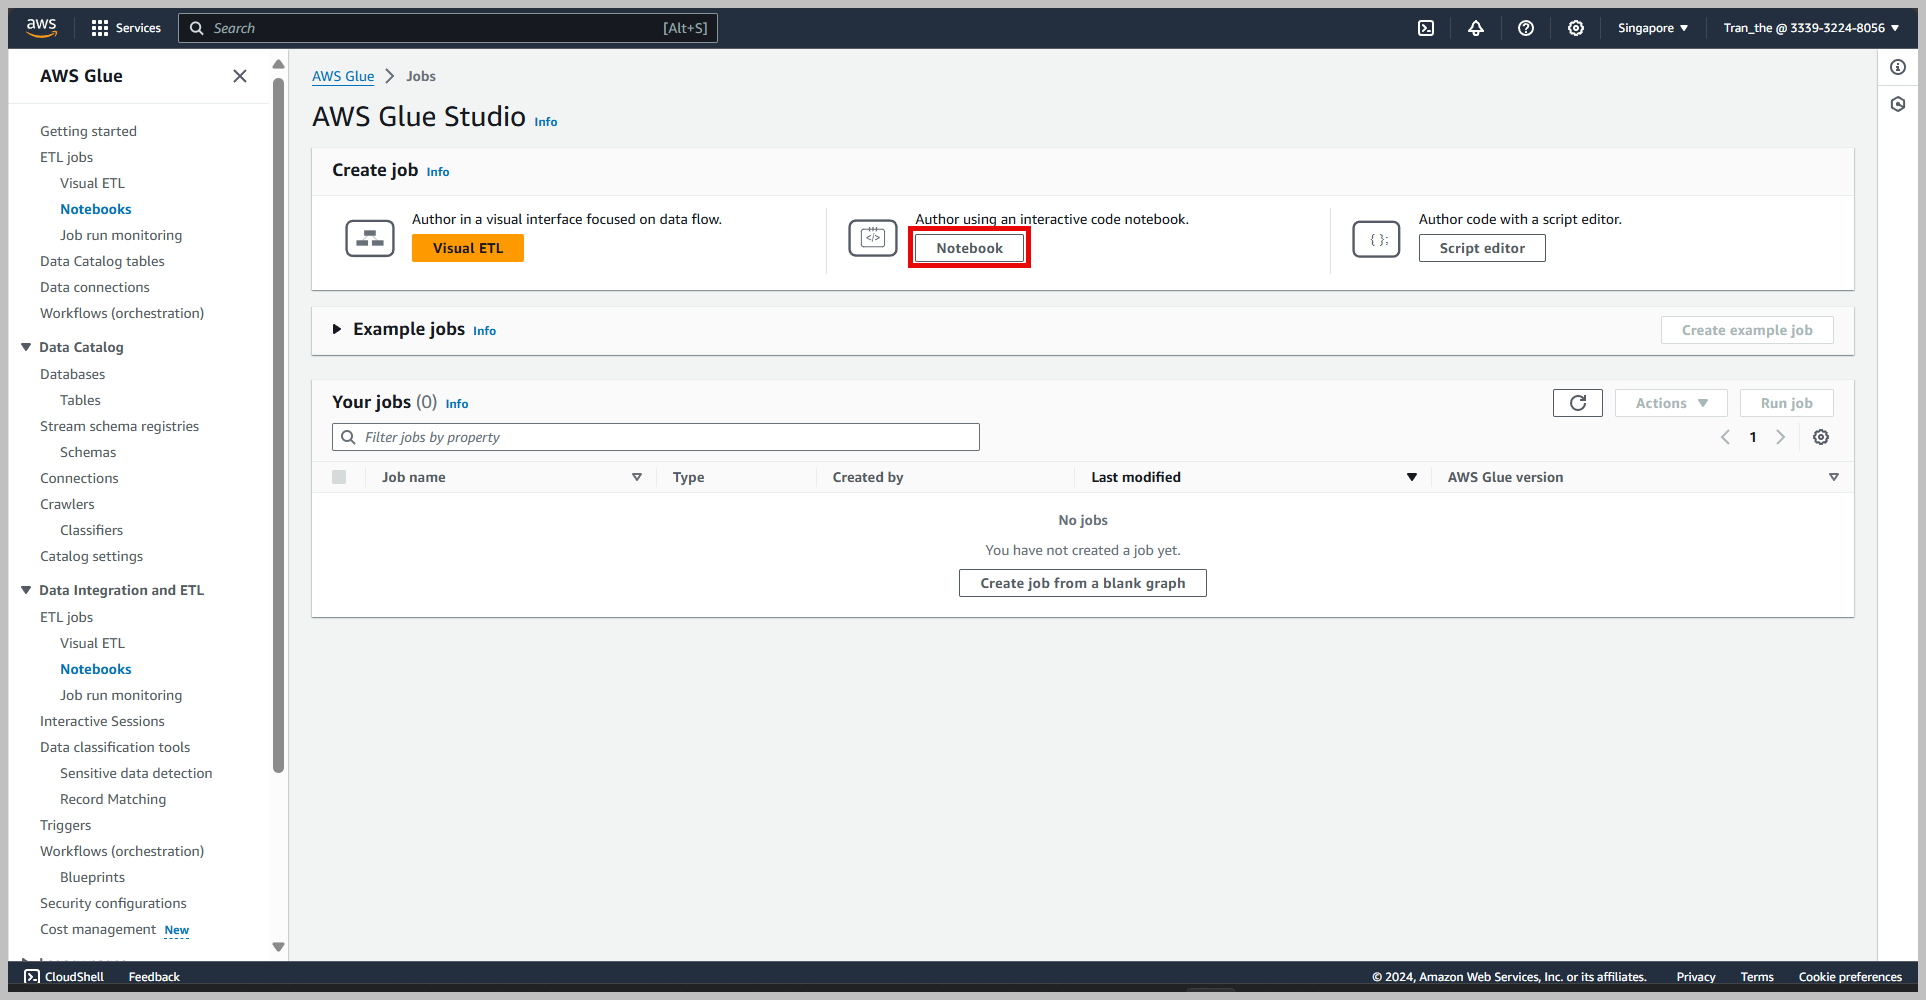 aws
Services
Search
[Alt+S]
Singapore
Tran_the @ 3339-3224-8056
AWS Glue
Getting started
ETL jobs
Visual ETL
Notebooks
Job run monitoring
Data Catalog tables
Data connections
Workflows (orchestration)
Data Catalog
Databases
Tables
Stream schema registries
Schemas
Connections
Crawlers
Classifiers
Catalog settings
Data Integration and ETL
ETL jobs
Visual ETL
Notebooks
Job run monitoring
Interactive Sessions
Data classification tools
Sensitive data detection
Record Matching
Triggers
Workflows (orchestration)
Blueprints
Security configurations
Cost management New
AWS Glue > Jobs
AWS Glue Studio Info
Create job Info
Author in a visual interface focused on data flow.
Visual ETL
Author using an interactive code notebook.
Notebook
Author code with a script editor.
Script editor
Example jobs Info
Create example job
Your jobs (0) Info
Actions
Run job
Filter jobs by property
1
Job name
Type
Created by
Last modified
AWS Glue version
No jobs
You have not created a job yet.
Create job from a blank graph
CloudShell
Feedback
© 2024, Amazon Web Services, Inc. or its affiliates.
Privacy
Terms
Cookie preferences